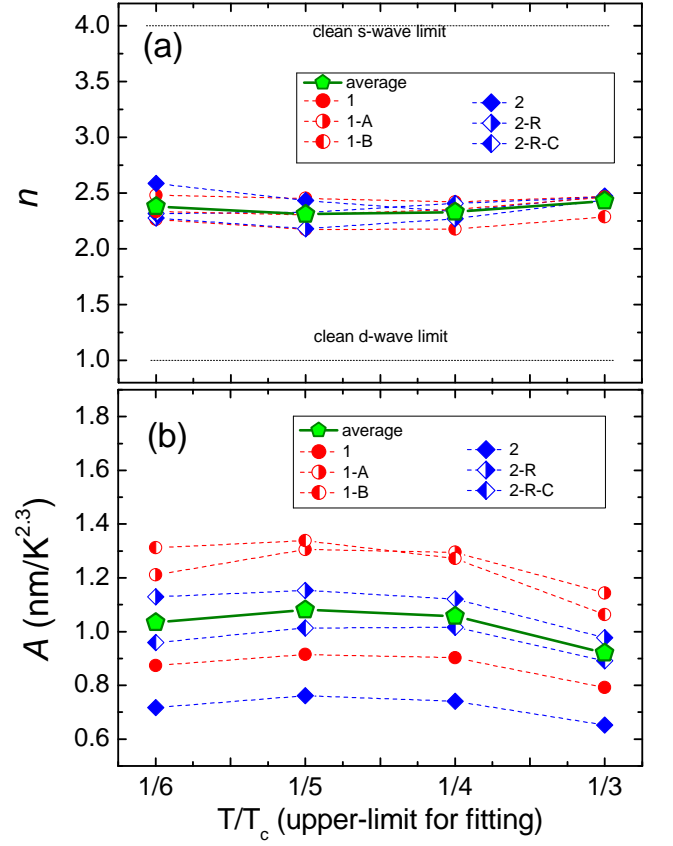 4.0
clean s-wave limit
(a)
3.5
average
1
2
1-A
2-R
1-B
2-R-C
3.0
n
2.5
2.0
1.5
clean d-wave limit
1.0
1.8
(b)
average
1
2
1-A
2-R
1-B
2-R-C
1.6
1.4
A (nm/K^2.3)
1.2
1.0
0.8
0.6
1/6 1/5 1/4 1/3
T/T_c (upper-limit for fitting)